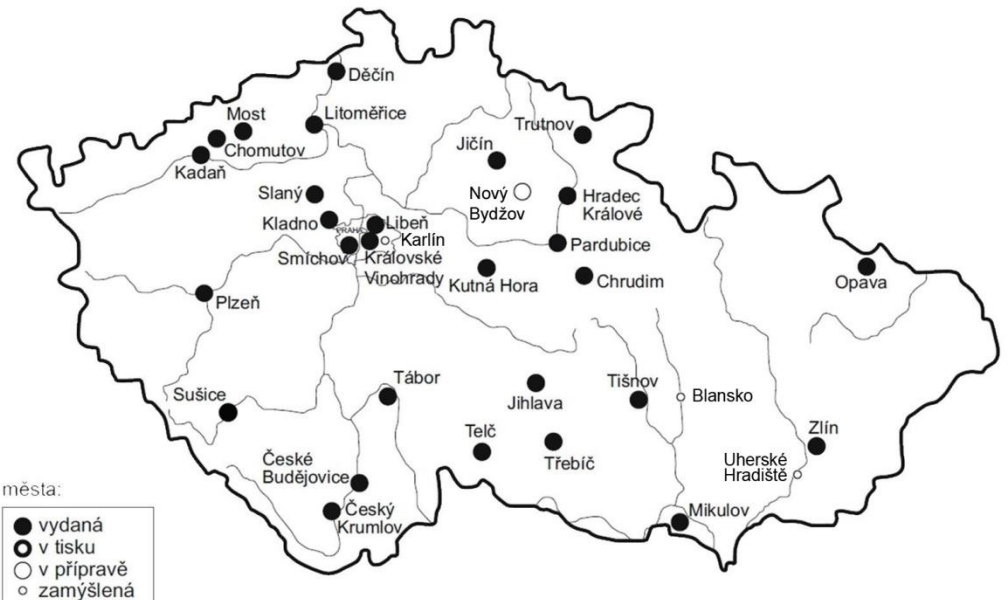 Děčín
Most
Litoměřice
Chomutov
Kadaň
Trutnov
Jičín
Slaný
Nový
Bydžov
Hradec
Králové
Kladno
PRAHA
Libeň
Karlín
Smíchov
Královské
Vinohrady
Pardubice
Kutná Hora
Chrudim
Opava
Plzeň
Sušice
Tábor
Jihlava
Tišnov
Blansko
Telč
Třebíč
Zlín
Uherské
Hradiště
České
Budějovice
Český
Krumlov
Mikulov
města:
vydaná
v tisku
v přípravě
zamýšlená